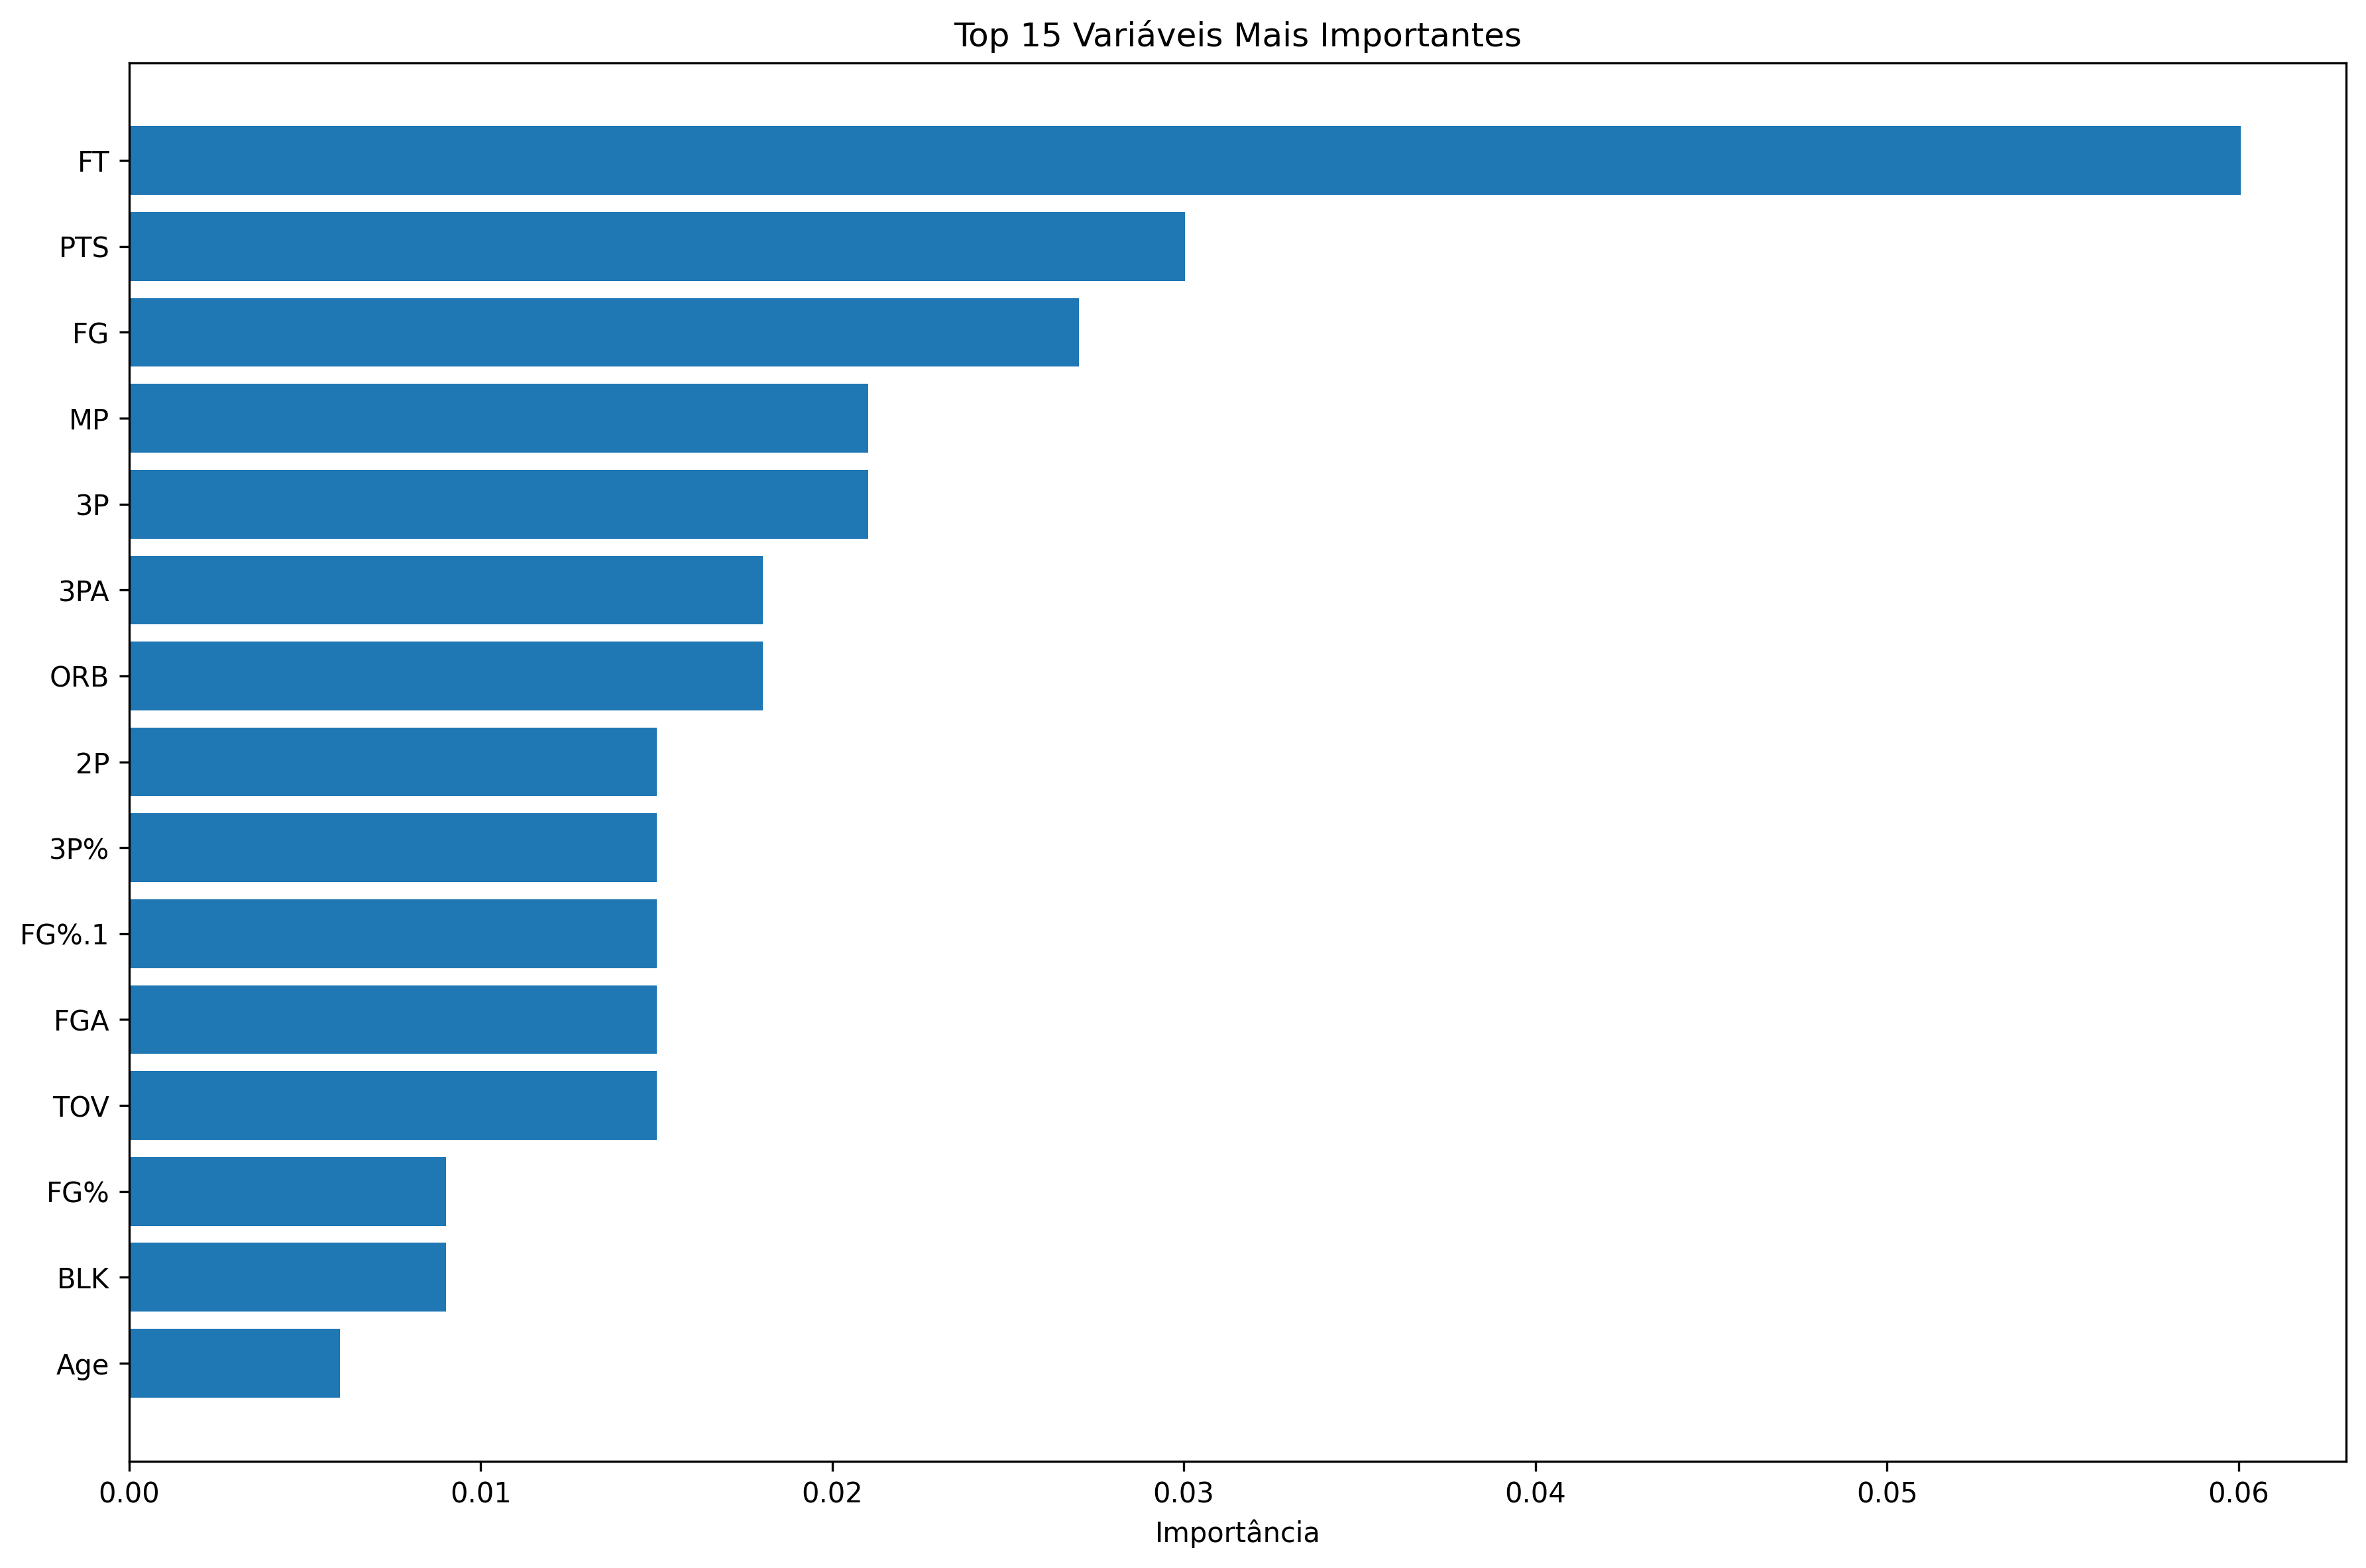 Top 15 Variáveis Mais Importantes
FT
PTS
FG
MP
3P
3PA
ORB
2P
3P%
FG%.1
FGA
TOV
FG%
BLK
Age
0.00 0.01 0.02 0.03 0.04 0.05 0.06
Importância